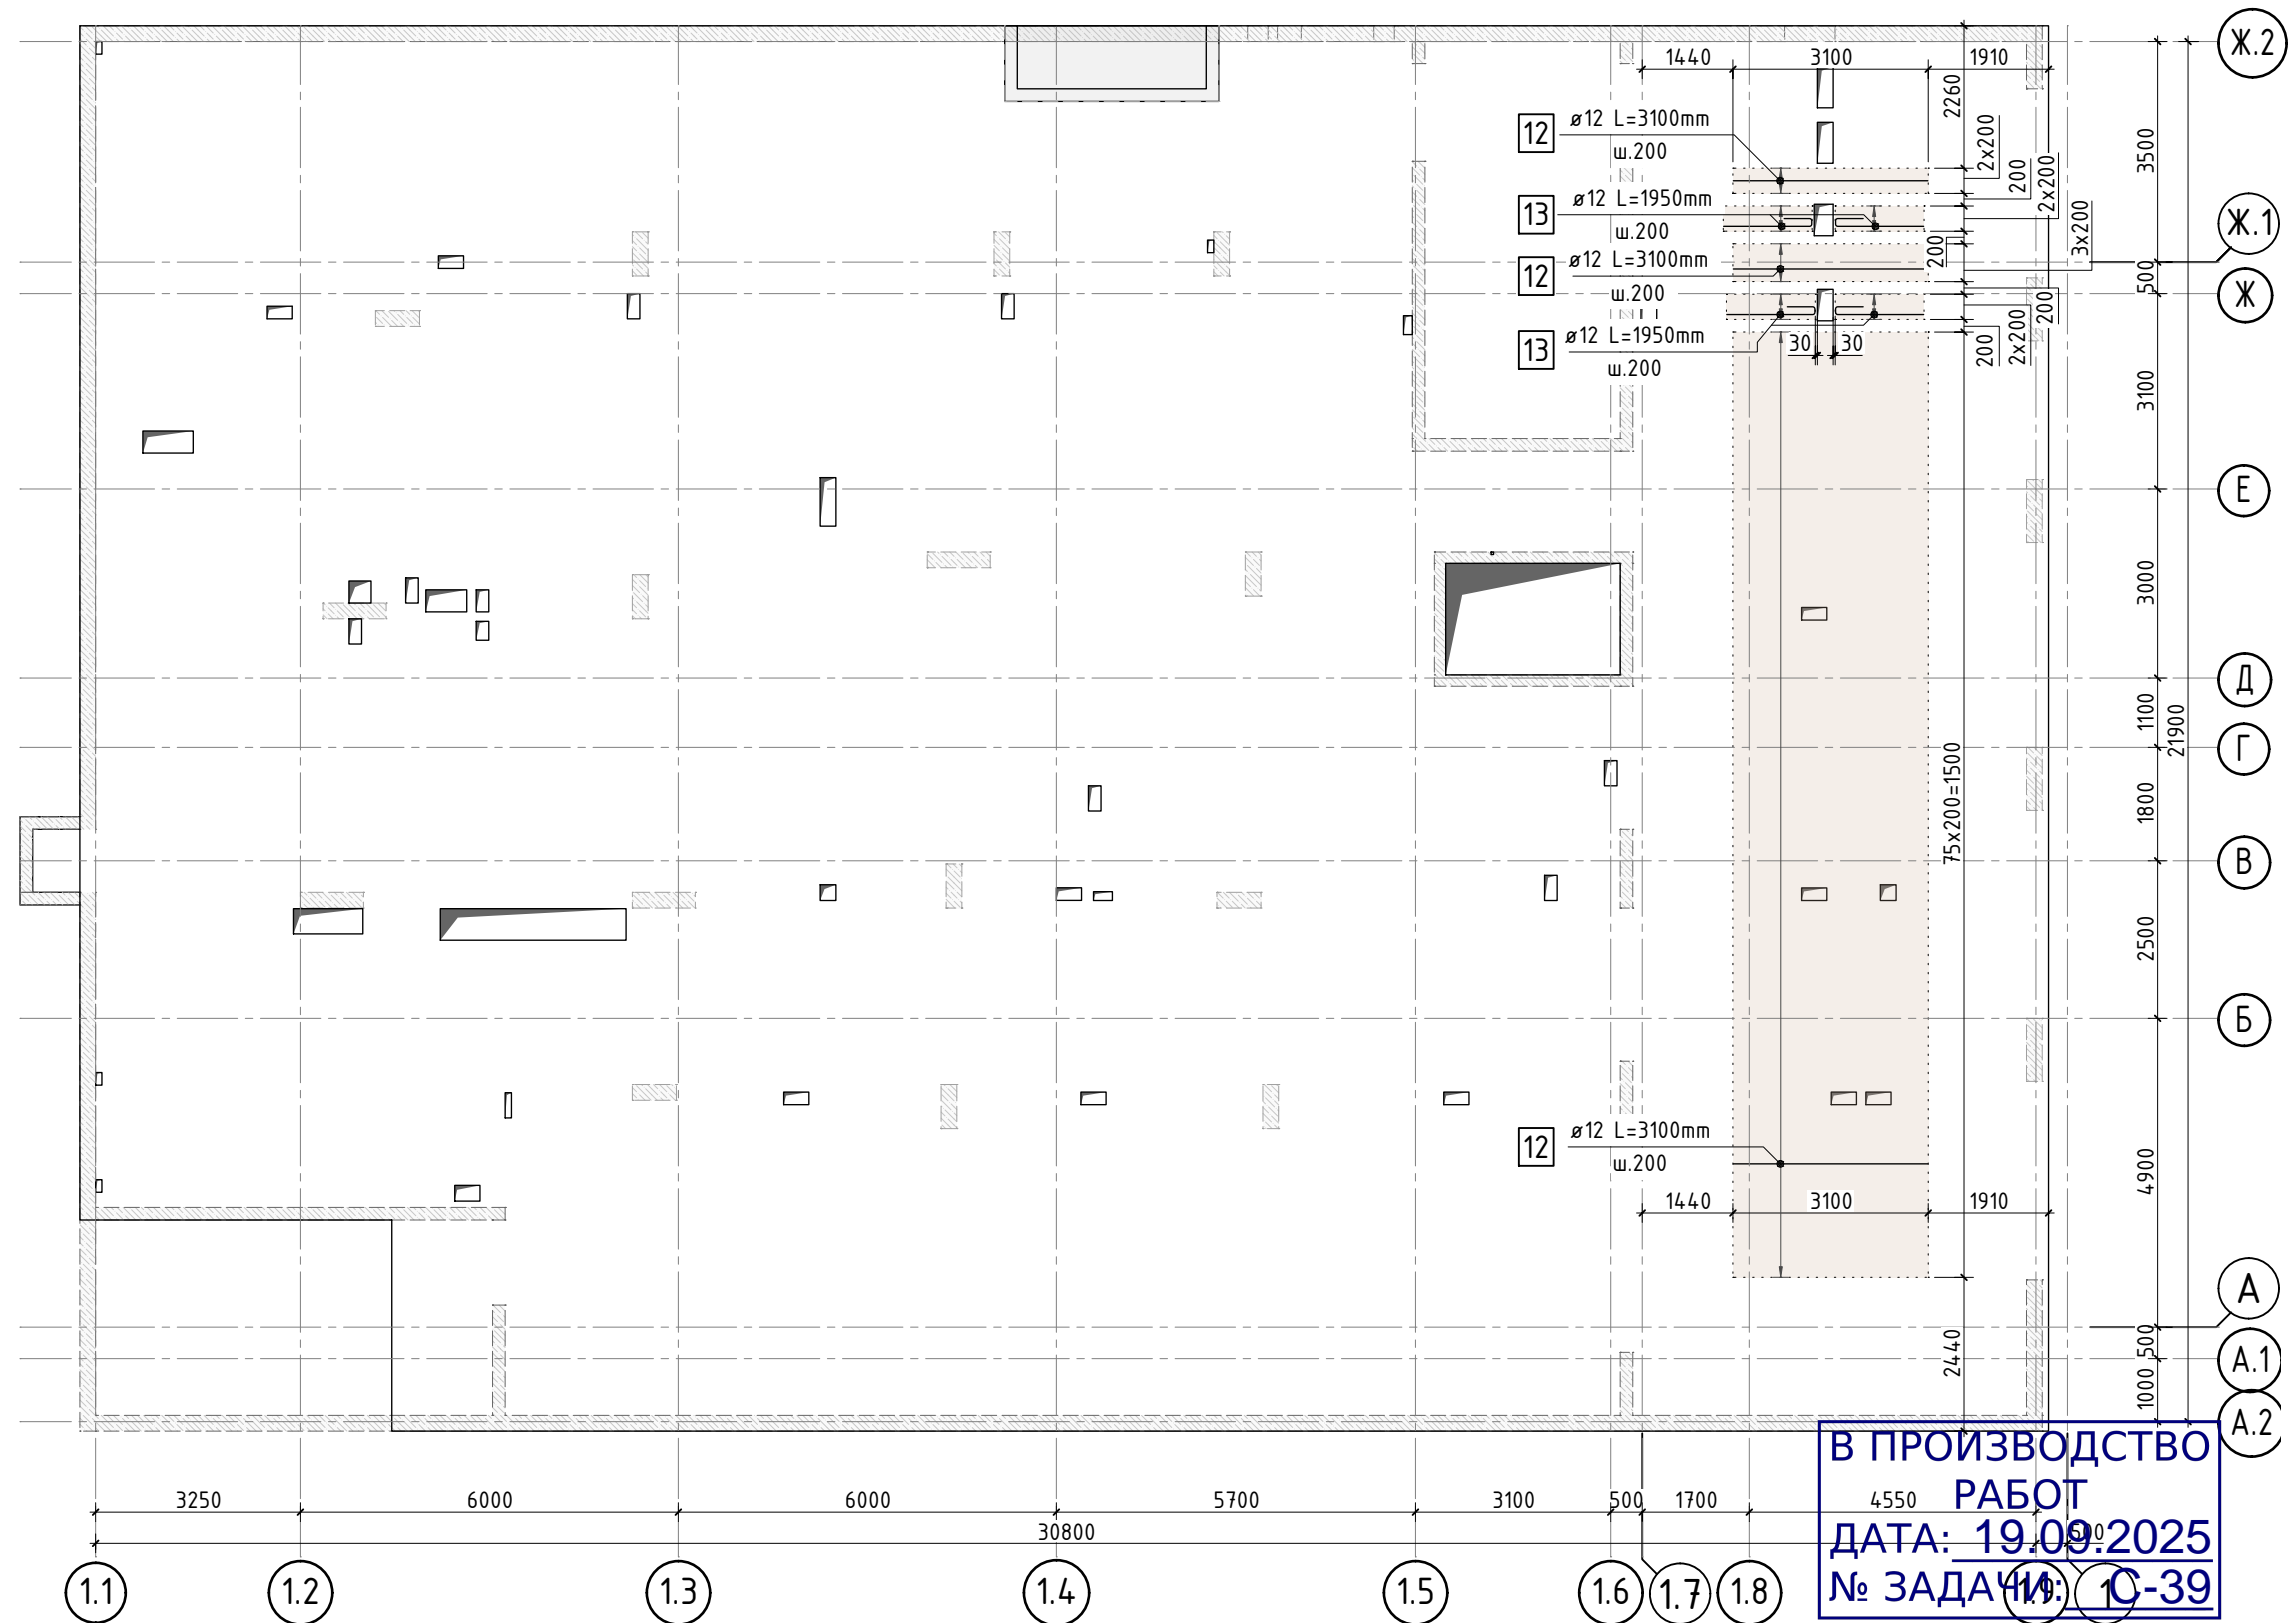 Ж.2
1440 3100 1910
2260
3500
12 ø12 L=3100mm
ш.200
2x200
200
2x200
13 ø12 L=1950mm
ш.200
3x200
Ж.1
200
12 ø12 L=3100mm
ш.200
500
Ж
200
13 ø12 L=1950mm
ш.200
30 30
200
2x200
3100
Е
3000
Д
1100
21900
Г
75x200=1500
1800
В
2500
Б
12 ø12 L=3100mm
ш.200
4900
1440 3100 1910
А
2440
500
А.1
1000
А.2
В ПРОИЗВОДСТВО
РАБОТ
3250 6000 6000 5700 3100 500 1700 4550
30800
500
ДАТА: 19.09.2025
№ ЗАДАЧИ: С-39
1.1 1.2 1.3 1.4 1.5 1.6 1.7 1.8 1.9 1